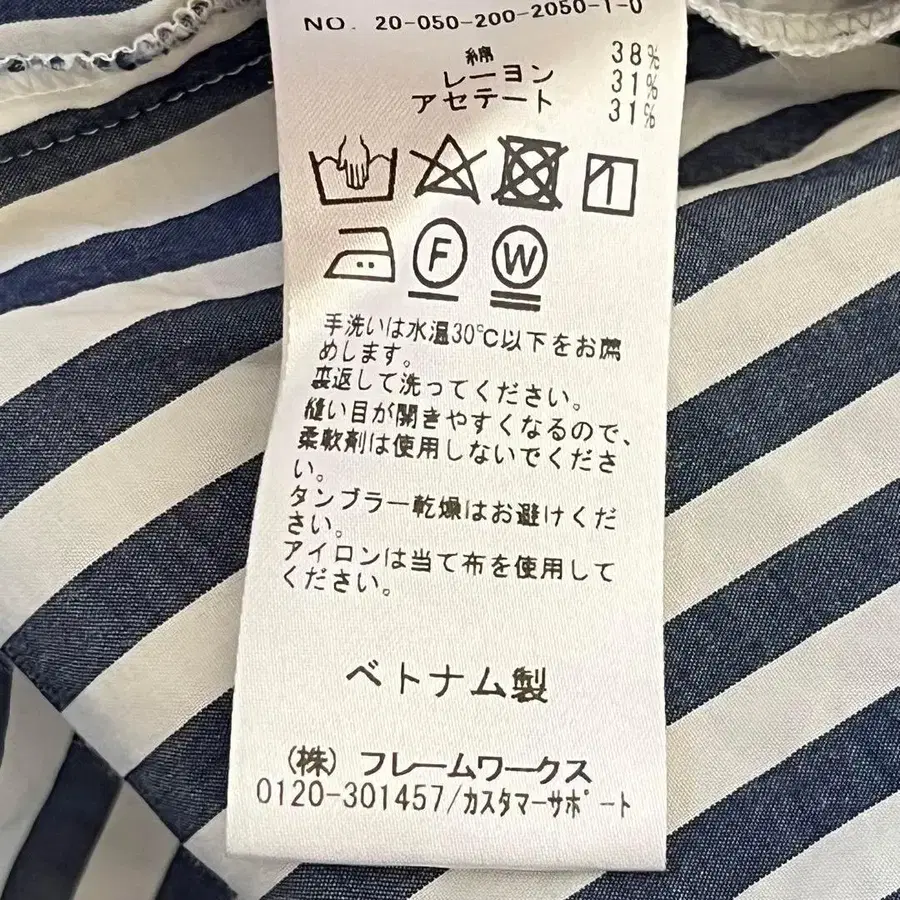 NO. 20-050-200-2050-1-0
綿 38%
レーヨン 31%
アセテート 31%
F W
手洗いは水温30℃以下をお薦
めします。
裏返して洗ってください。
縫い目が開きやすくなるので、
柔軟剤は使用しないでくださ
い。
タンブラー乾燥はお避けくだ
さい。
アイロンは当て布を使用して
ください。
ベトナム製
(株) フレームワークス
0120-301457/カスタマーサポート